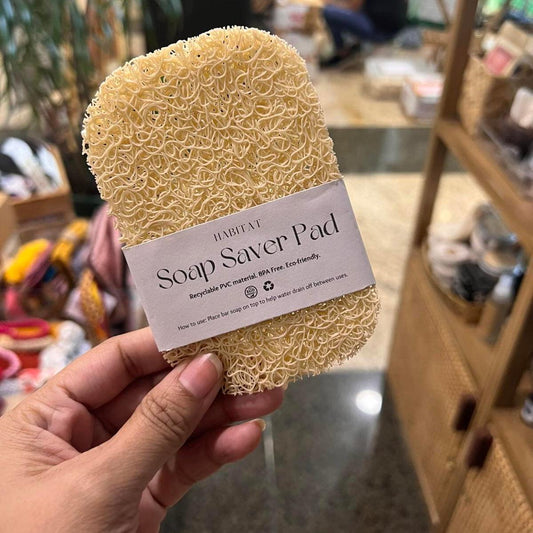 HABITAT
Soap Saver Pad
Recyclable PVC material. BPA Free. Eco-friendly.
How to use: Place bar soap on top to help water drain off between uses.